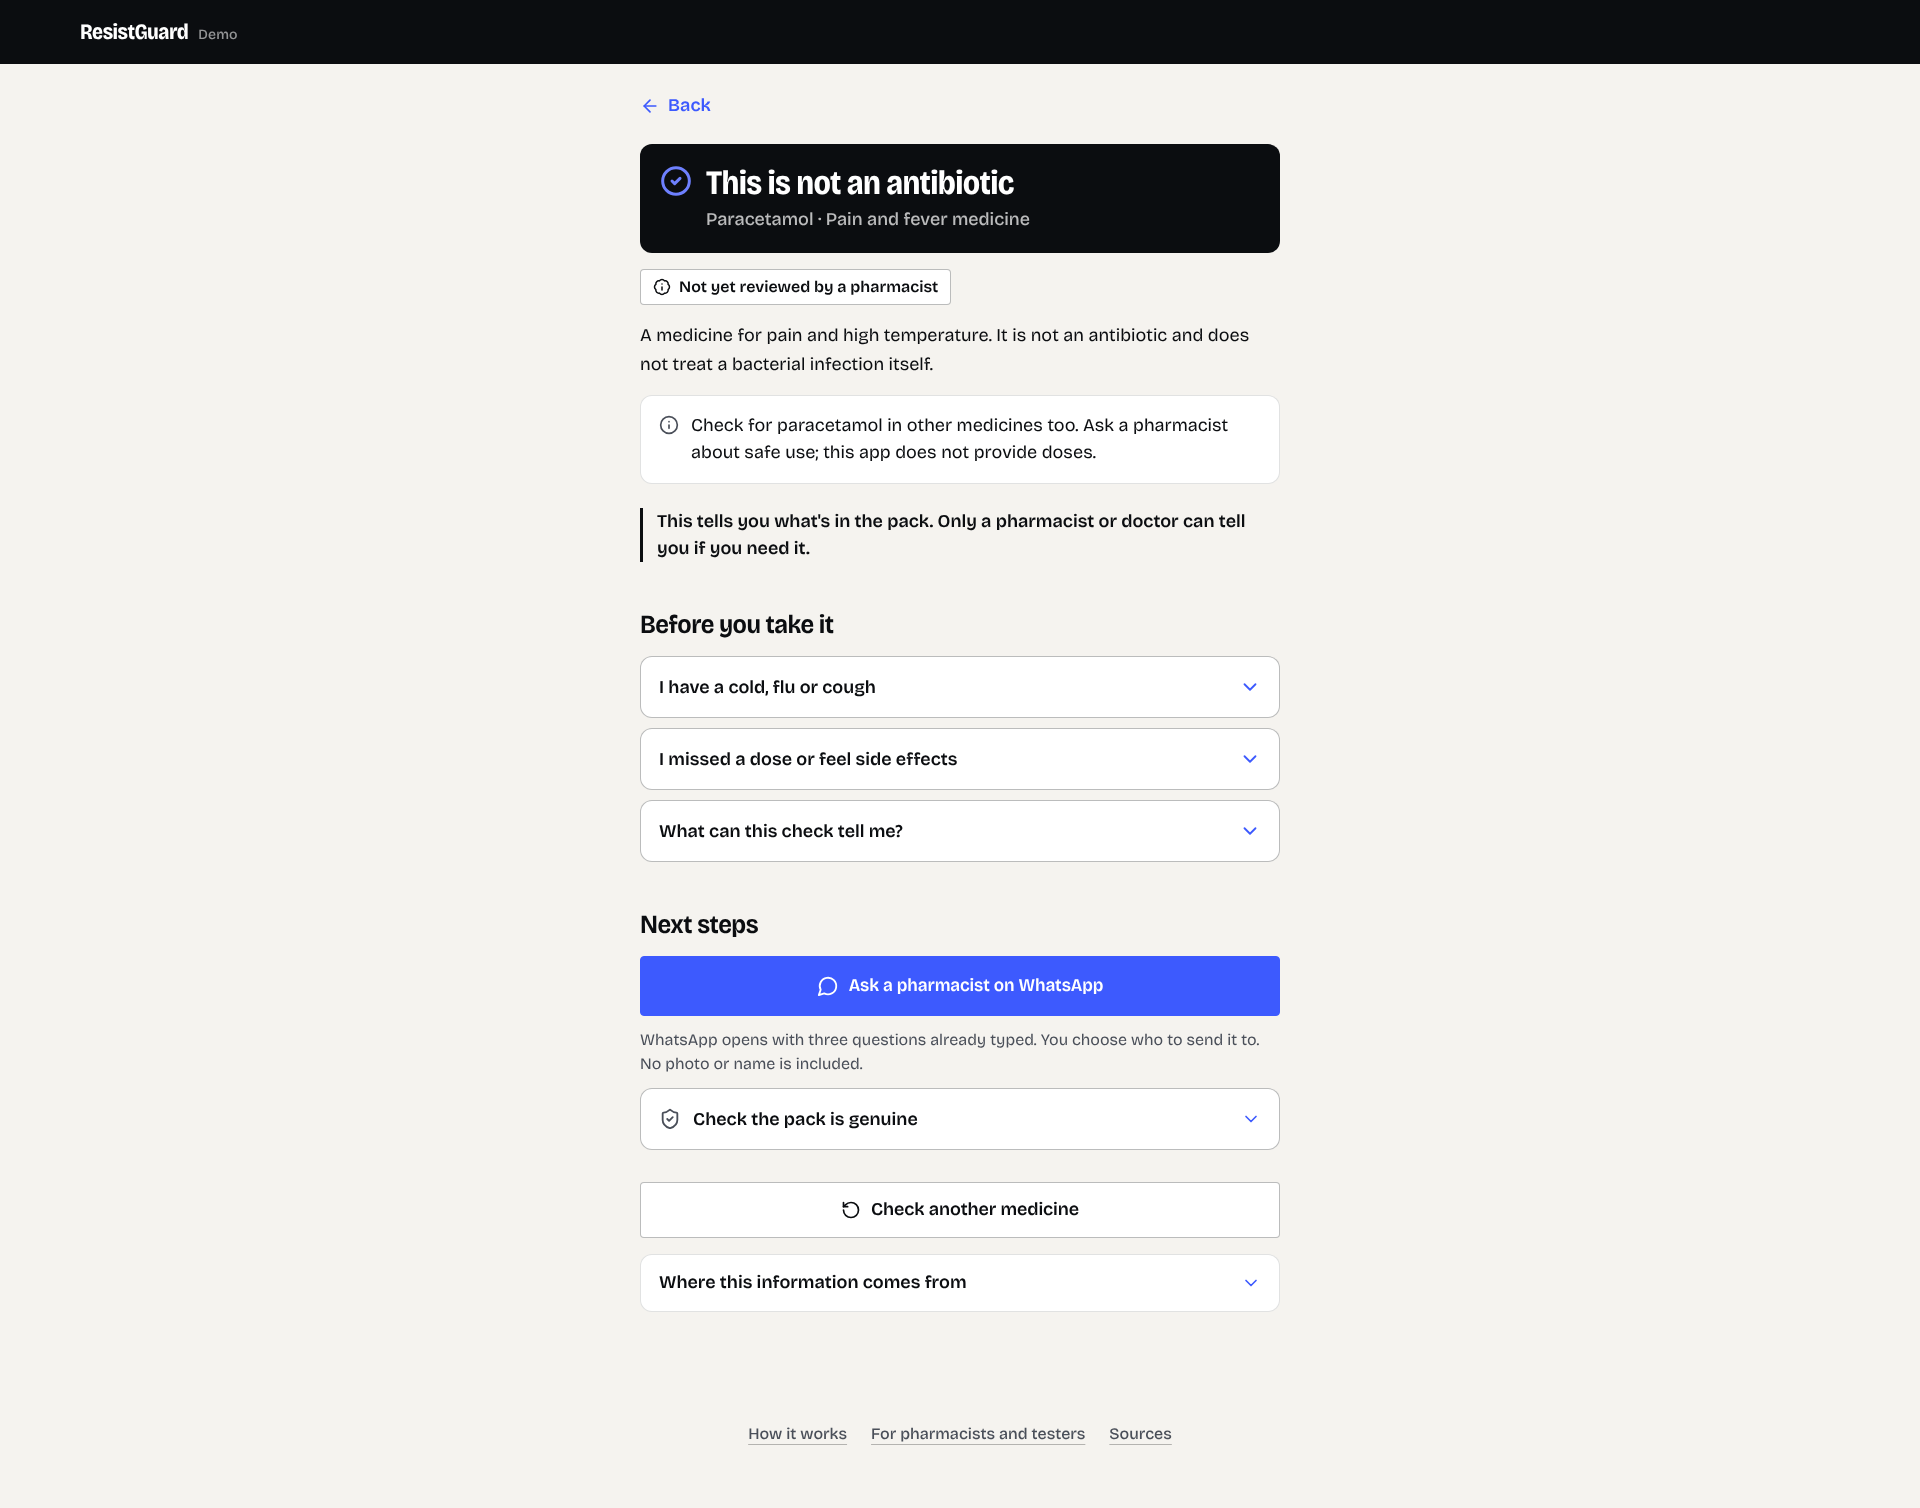 ResistGuard Demo
Back
This is not an antibiotic
Paracetamol · Pain and fever medicine
Not yet reviewed by a pharmacist
A medicine for pain and high temperature. It is not an antibiotic and does
not treat a bacterial infection itself.
Check for paracetamol in other medicines too. Ask a pharmacist
about safe use; this app does not provide doses.
This tells you what's in the pack. Only a pharmacist or doctor can tell
you if you need it.
Before you take it
I have a cold, flu or cough
I missed a dose or feel side effects
What can this check tell me?
Next steps
Ask a pharmacist on WhatsApp
WhatsApp opens with three questions already typed. You choose who to send it to.
No photo or name is included.
Check the pack is genuine
Check another medicine
Where this information comes from
How it works For pharmacists and testers Sources